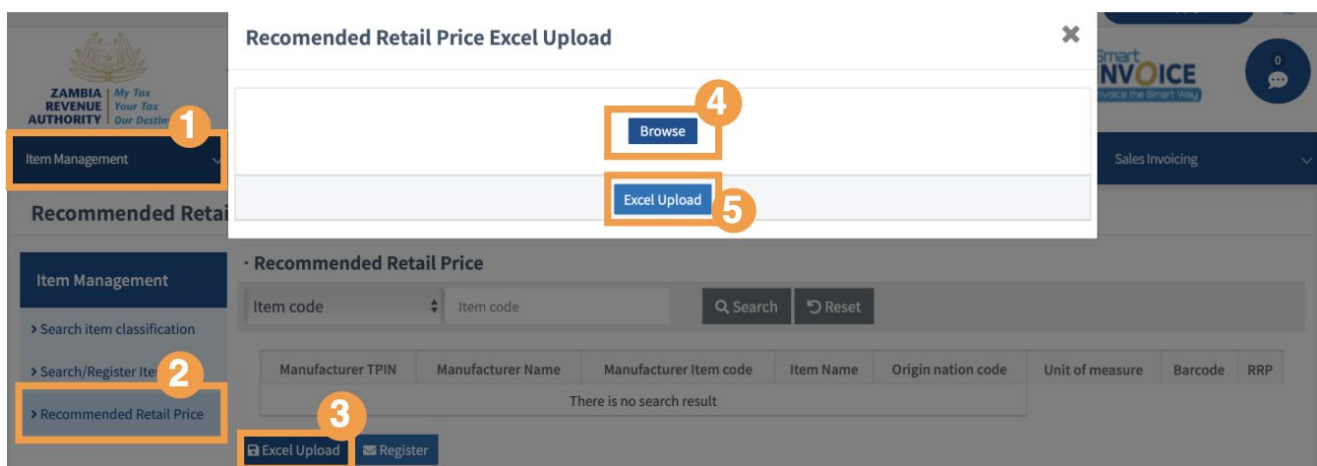 Recomended Retail Price Excel Upload
✖
Smart
INVOICE
Invoice the Smart Way
0
ZAMBIA
REVENUE
AUTHORITY
My Tax
Your Tax
Our Destin
1
4
Browse
Item Management
Sales Invoicing
Excel Upload
5
Recommended Retai
Item Management
· Recommended Retail Price
Item code
Item code
Search
Reset
> Search item classification
> Search/Register Ite
2
> Recommended Retail Price
Manufacturer TPIN Manufacturer Name Manufacturer Item code Item Name Origin nation code Unit of measure Barcode RRP
There is no search result
3
Excel Upload
Register